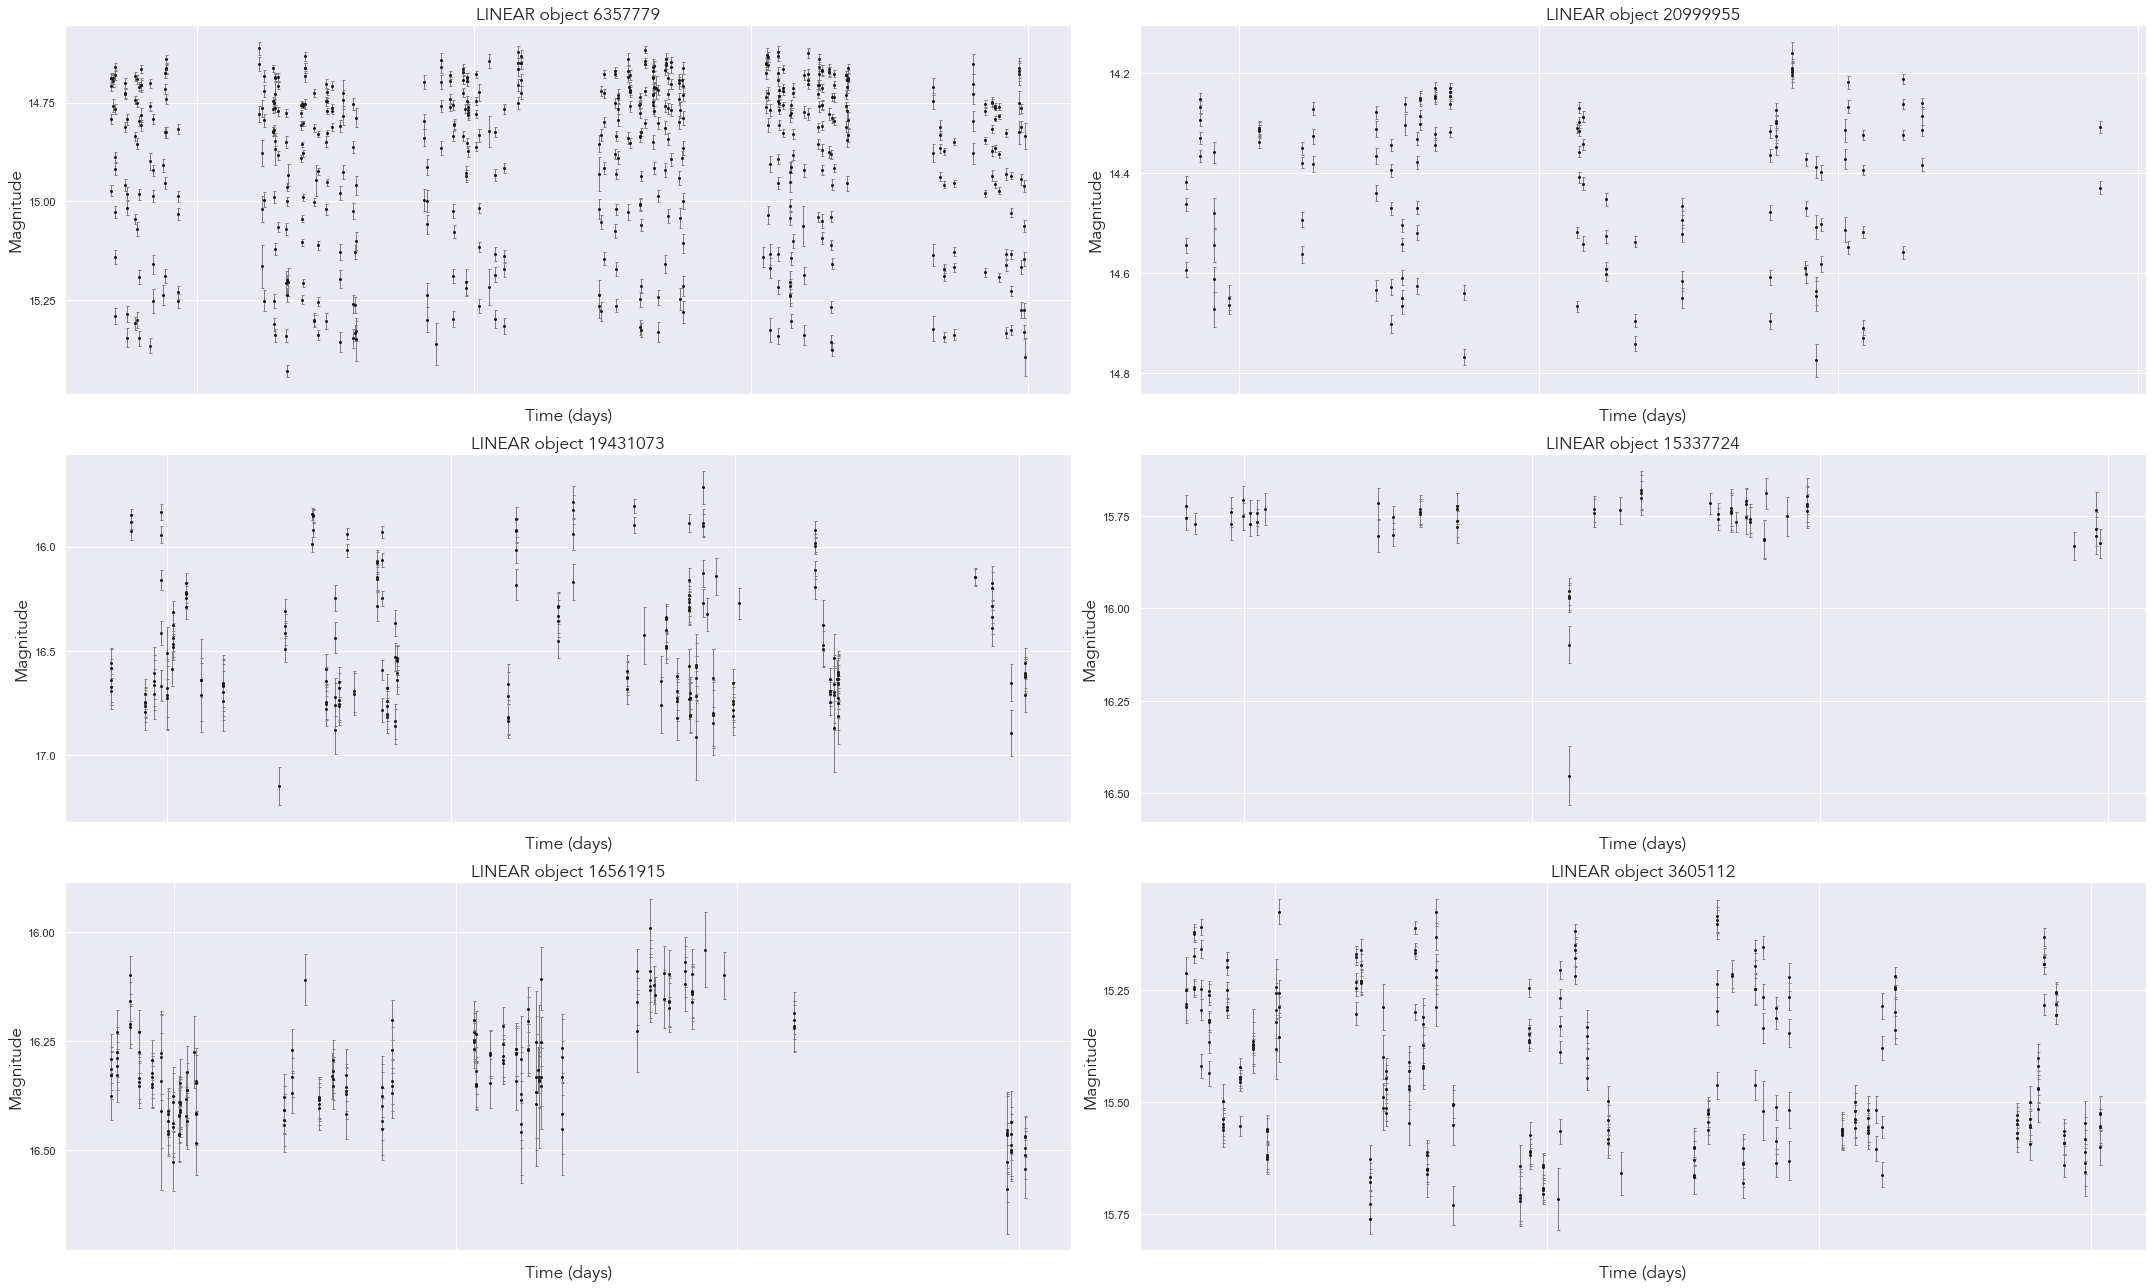 LINEAR object 6357779
Magnitude
14.75
15.00
15.25
Time (days)
LINEAR object 20999955
Magnitude
14.2
14.4
14.6
14.8
Time (days)
LINEAR object 19431073
Magnitude
16.0
16.5
17.0
Time (days)
LINEAR object 15337724
Magnitude
15.75
16.00
16.25
16.50
Time (days)
LINEAR object 16561915
Magnitude
16.00
16.25
16.50
Time (days)
LINEAR object 3605112
Magnitude
15.25
15.50
15.75
Time (days)